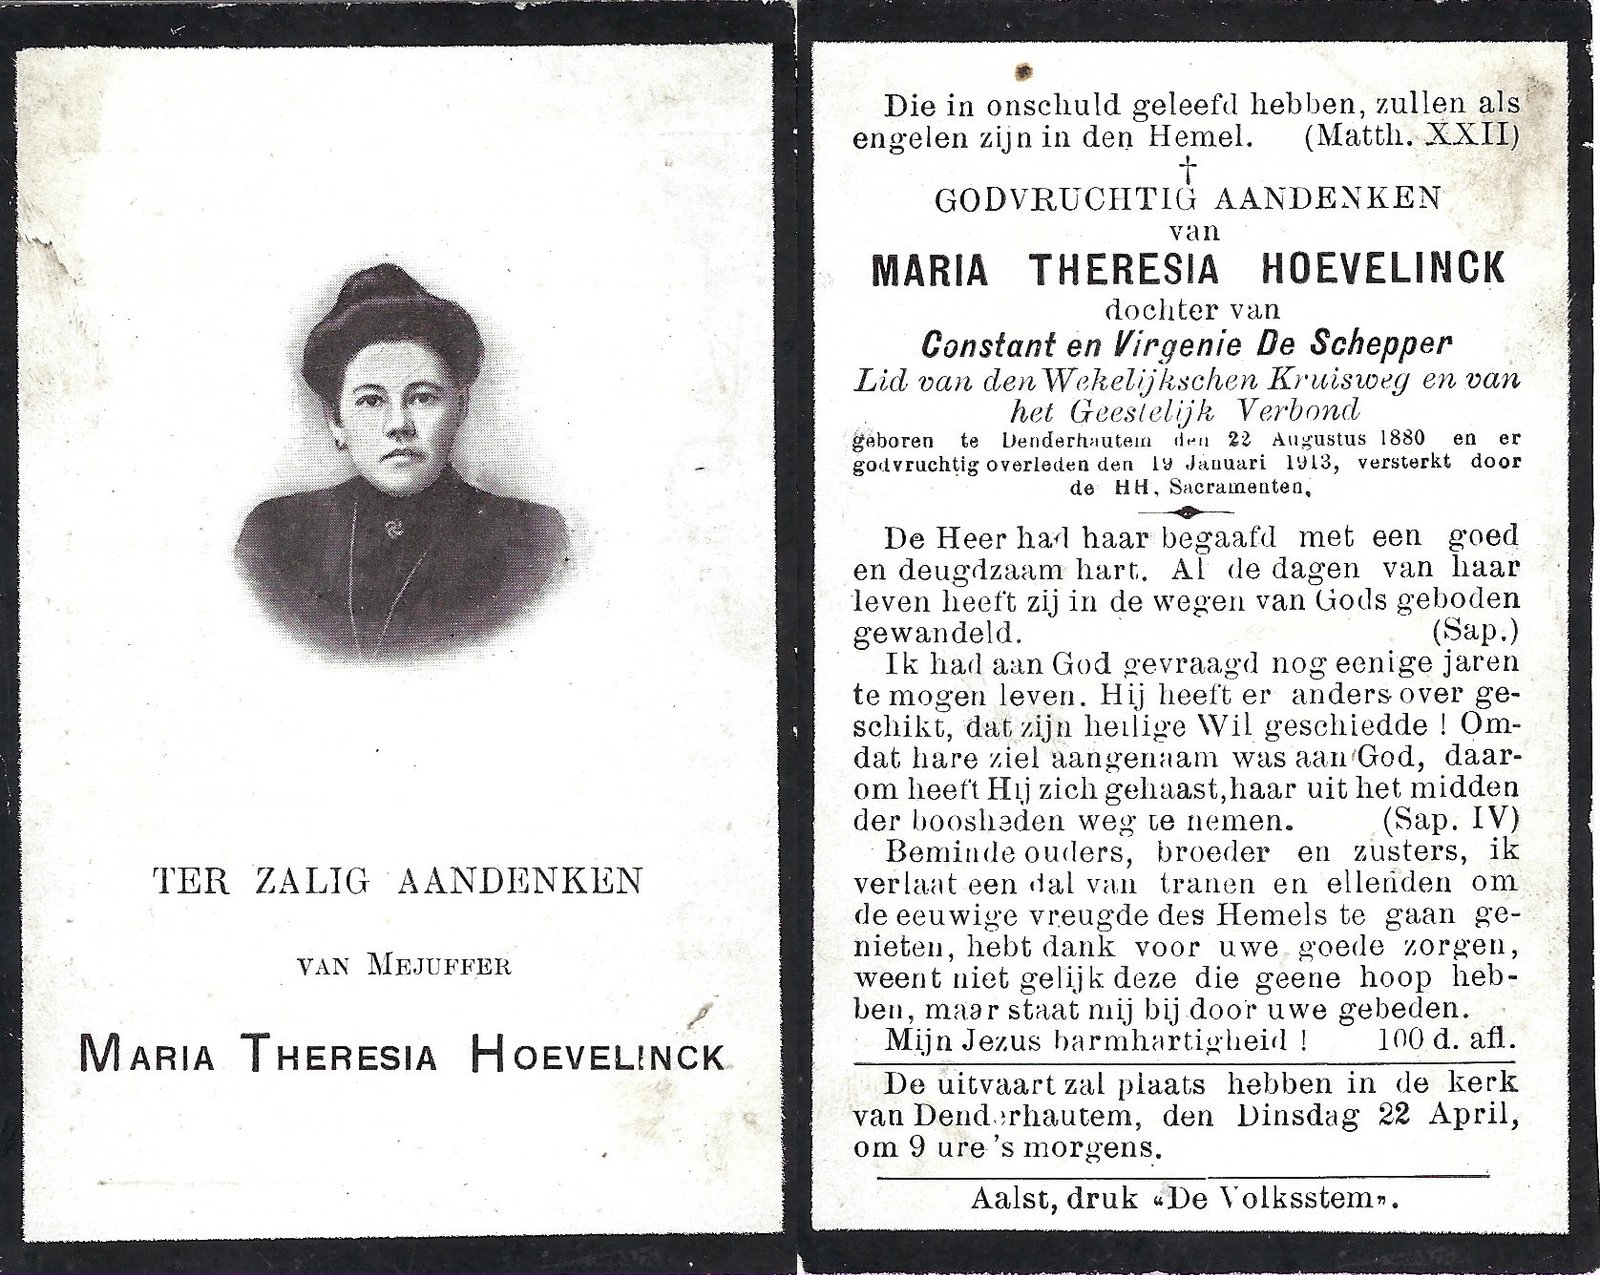 TER ZALIG AANDENKEN
VAN MEJUFFER
MARIA THERESIA HOEVELINCK
Die in onschuld geleefd hebben, zullen als
engelen zijn in den Hemel. (Matth. XXII)
†
GODVRUCHTIG AANDENKEN
van
MARIA THERESIA HOEVELINCK
dochter van
Constant en Virgenie De Schepper
Lid van den Wekelijkschen Kruisweg en van
het Geestelijk Verbond
geboren te Denderhautem den 22 Augustus 1880 en er
godvruchtig overleden den 19 Januari 1913, versterkt door
de HH. Sacramenten.
De Heer had haar begaafd met een goed
en deugdzaam hart. Al de dagen van haar
leven heeft zij in de wegen van Gods geboden
gewandeld. (Sap.)
Ik had aan God gevraagd nog eenige jaren
te mogen leven. Hij heeft er anders over ge-
schikt, dat zijn heilige Wil geschiedde ! Om-
dat hare ziel aangenaam was aan God, daar-
om heeft Hij zich gehaast, haar uit het midden
der boosheden weg te nemen. (Sap. IV)
Beminde ouders, broeder en zusters, ik
verlaat een dal van tranen en ellenden om
de eeuwige vreugde des Hemels te gaan ge-
nieten, hebt dank voor uwe goede zorgen,
weent niet gelijk deze die geene hoop heb-
ben, maar staat mij bij door uwe gebeden.
Mijn Jezus barmhartigheid ! 100 d. afl.
De uitvaart zal plaats hebben in de kerk
van Denderhautem, den Dinsdag 22 April,
om 9 ure 's morgens.
Aalst, druk «De Volksstem».